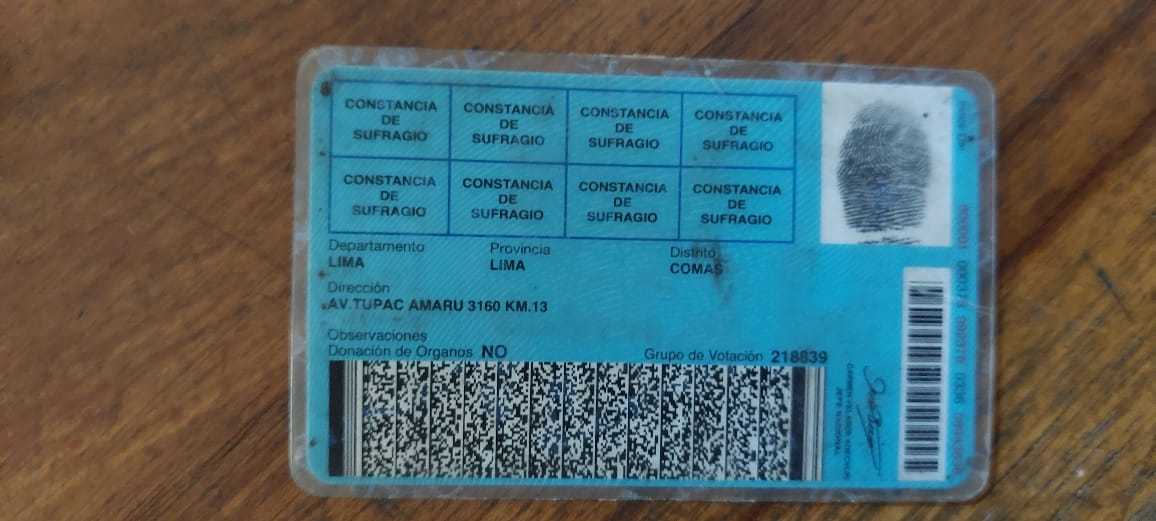 CONSTANCIA DE SUFRAGIO
CONSTANCIA DE SUFRAGIO
CONSTANCIA DE SUFRAGIO
CONSTANCIA DE SUFRAGIO
CONSTANCIA DE SUFRAGIO
CONSTANCIA DE SUFRAGIO
CONSTANCIA DE SUFRAGIO
CONSTANCIA DE SUFRAGIO
Departamento Provincia Distrito
LIMA LIMA COMAS
Dirección
AV.TUPAC AMARU 3160 KM.13
Observaciones
Donación de Organos NO Grupo de Votación 218839
JEFE NACIONAL